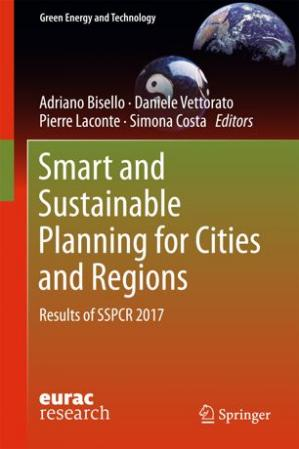 Green Energy and Technology
Adriano Bisello · Daniele Vettorato
Pierre Laconte · Simona Costa Editors
Smart and
Sustainable
Planning for Cities
and Regions
Results of SSPCR 2017
eurac
research
Springer